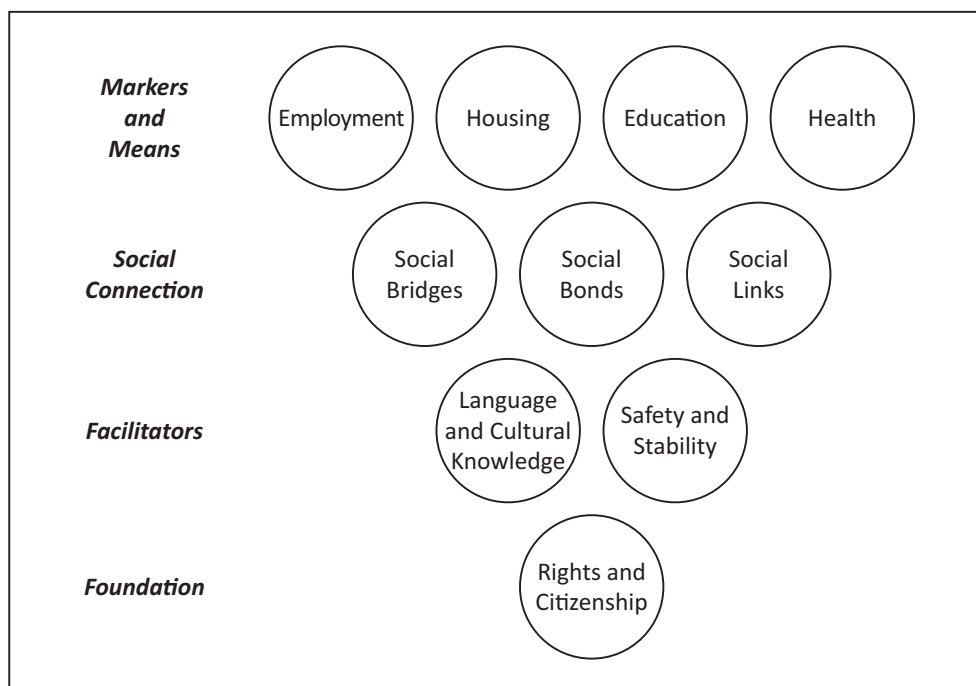 Markers
and
Means
Employment
Housing
Education
Health
Social
Connection
Social
Bridges
Social
Bonds
Social
Links
Facilitators
Language
and Cultural
Knowledge
Safety and
Stability
Foundation
Rights and
Citizenship